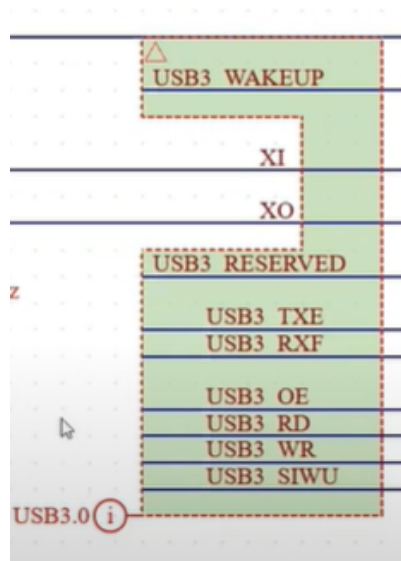 USB3 WAKEUP
XI
XO
USB3 RESERVED
z
USB3 TXE
USB3 RXF
USB3 OE
USB3 RD
USB3 WR
USB3 SIWU
USB3.0 i